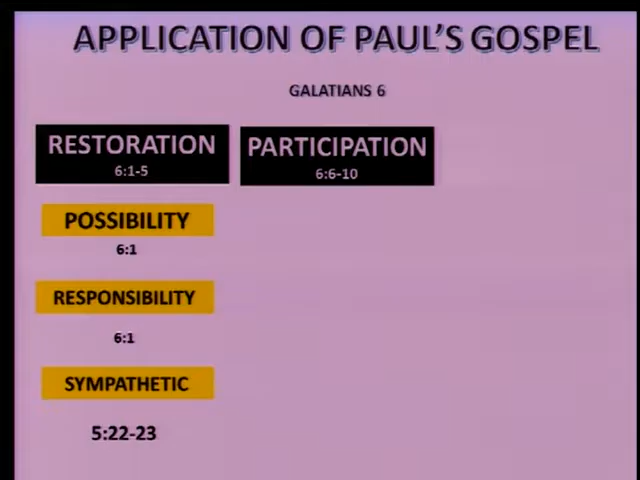 APPLICATION OF PAUL'S GOSPEL
GALATIANS 6
RESTORATION
6:1-5
PARTICIPATION
6:6-10
POSSIBILITY
6:1
RESPONSIBILITY
6:1
SYMPATHETIC
5:22-23